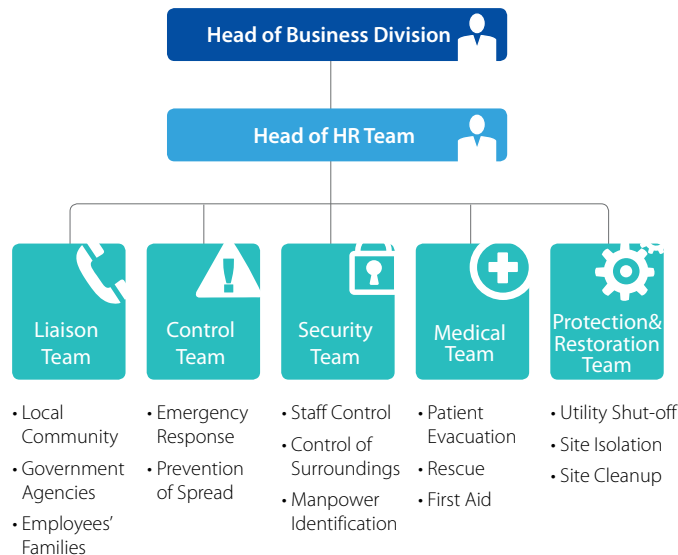 Head of Business Division
Head of HR Team
Liaison
Team
Control
Team
Security
Team
Medical
Team
Protection&
Restoration
Team
• Local
Community
• Government
Agencies
• Employees’
Families
• Emergency
Response
• Prevention
of Spread
• Staff Control
• Control of
Surroundings
• Manpower
Identification
• Patient
Evacuation
• Rescue
• First Aid
• Utility Shut-off
• Site Isolation
• Site Cleanup